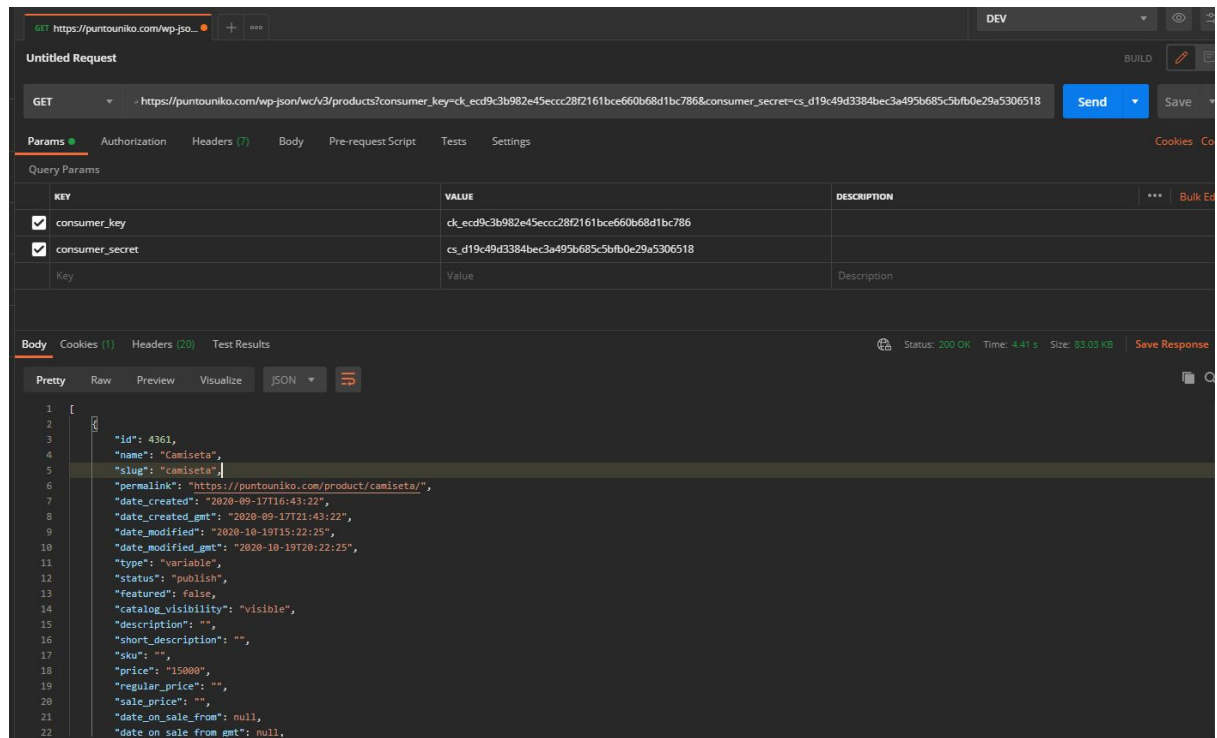 GET https://puntouniko.com/wp-jso...
DEV
Untitled Request
BUILD
GET https://puntouniko.com/wp-json/wc/v3/products?consumer_key=ck_ecd9c3b982e45eccc28f2161bce660b68d1bc786&consumer_secret=cs_d19c49d3384bec3a495b685c5bfb0e29a5306518 Send Save
Params Authorization Headers (7) Body Pre-request Script Tests Settings Cookies Co
Query Params
KEY VALUE DESCRIPTION Bulk Ed
consumer_key ck_ecd9c3b982e45eccc28f2161bce660b68d1bc786
consumer_secret cs_d19c49d3384bec3a495b685c5bfb0e29a5306518
Key Value Description
Body Cookies (1) Headers (20) Test Results Status: 200 OK Time: 4.41 s Size: 83.03 KB Save Response
Pretty Raw Preview Visualize JSON
1 [
2 {
3 "id": 4361,
4 "name": "Camiseta",
5 "slug": "camiseta",
6 "permalink": "https://puntouniko.com/product/camiseta/",
7 "date_created": "2020-09-17T16:43:22",
8 "date_created_gmt": "2020-09-17T21:43:22",
9 "date_modified": "2020-10-19T15:22:25",
10 "date_modified_gmt": "2020-10-19T20:22:25",
11 "type": "variable",
12 "status": "publish",
13 "featured": false,
14 "catalog_visibility": "visible",
15 "description": "",
16 "short_description": "",
17 "sku": "",
18 "price": "15000",
19 "regular_price": "",
20 "sale_price": "",
21 "date_on_sale_from": null,
22 "date_on_sale_from_gmt": null,